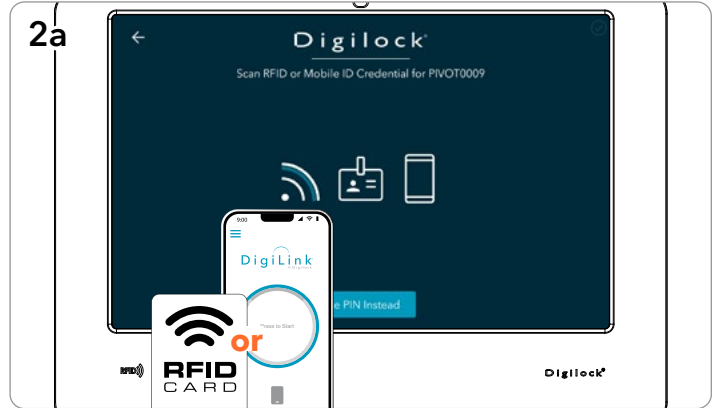 2a
Digilock
Scan RFID or Mobile ID Credential for PIVOT0009
9:00
DigiLink
PIN Instead
to Start
or
RFID
CARD
RFID
Digilock